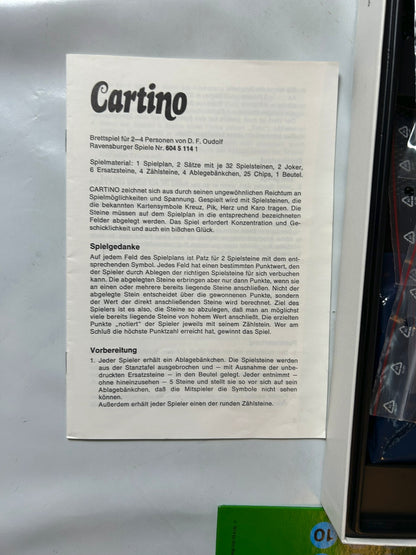 Cartino
Brettspiel für 2—4 Personen von D. F. Oudolf
Ravensburger Spiele Nr. 604 5 114 1
Spielmaterial: 1 Spielplan, 2 Sätze mit je 32 Spielsteinen, 2 Joker,
6 Ersatzsteine, 4 Zählsteine, 4 Ablegebänkchen, 25 Chips, 1 Beutel.
CARTINO zeichnet sich aus durch seinen ungewöhnlichen Reichtum an
Spielmöglichkeiten und Spannung. Gespielt wird mit Spielsteinen, die
die bekannten Kartensymbole Kreuz, Pik, Herz und Karo tragen. Die
Steine müssen auf dem Spielplan in die entsprechend bezeichneten
Felder abgelegt werden. Das Spiel erfordert Konzentration und Ge-
schicklichkeit und auch ein bißchen Glück.
Spielgedanke
Auf jedem Feld des Spielplans ist Palz für 2 Spielsteine mit dem ent-
sprechenden Symbol. Jedes Feld hat einen bestimmten Punktwert, den
der Spieler durch Ablegen der richtigen Spielsteine für sich verbuchen
kann. Die abgelegten Steine erbringen aber nur dann Punkte, wenn sie
an einen oder mehrere bereits liegende Steine anschließen. Nicht der
abgelegte Stein entscheidet über die gewonnenen Punkte, sondern
der Wert der direkt anschließenden Steine wird berechnet. Ziel des
Spielers ist es also, die Steine so abzulegen, daß man an möglichst
viele bereits liegende Steine von hohem Wert anschließt. Die erzielten
Punkte „notiert" der Spieler jeweils mit seinem Zählstein. Wer am
Schluß die höchste Punktzahl erreicht hat, gewinnt das Spiel.
Vorbereitung
1. Jeder Spieler erhält ein Ablagebänkchen. Die Spielsteine werden
aus der Stanztafel ausgebrochen und — mit Ausnahme der unbe-
druckten Ersatzsteine — in den Beutel gelegt. Jeder entnimmt —
ohne hineinzusehen — 5 Steine und stellt sie so vor sich auf sein
Ablagebänkchen, daß die Mitspieler die Symbole nicht sehen
können.
Außerdem erhält jeder Spieler einen der runden Zählsteine.
10